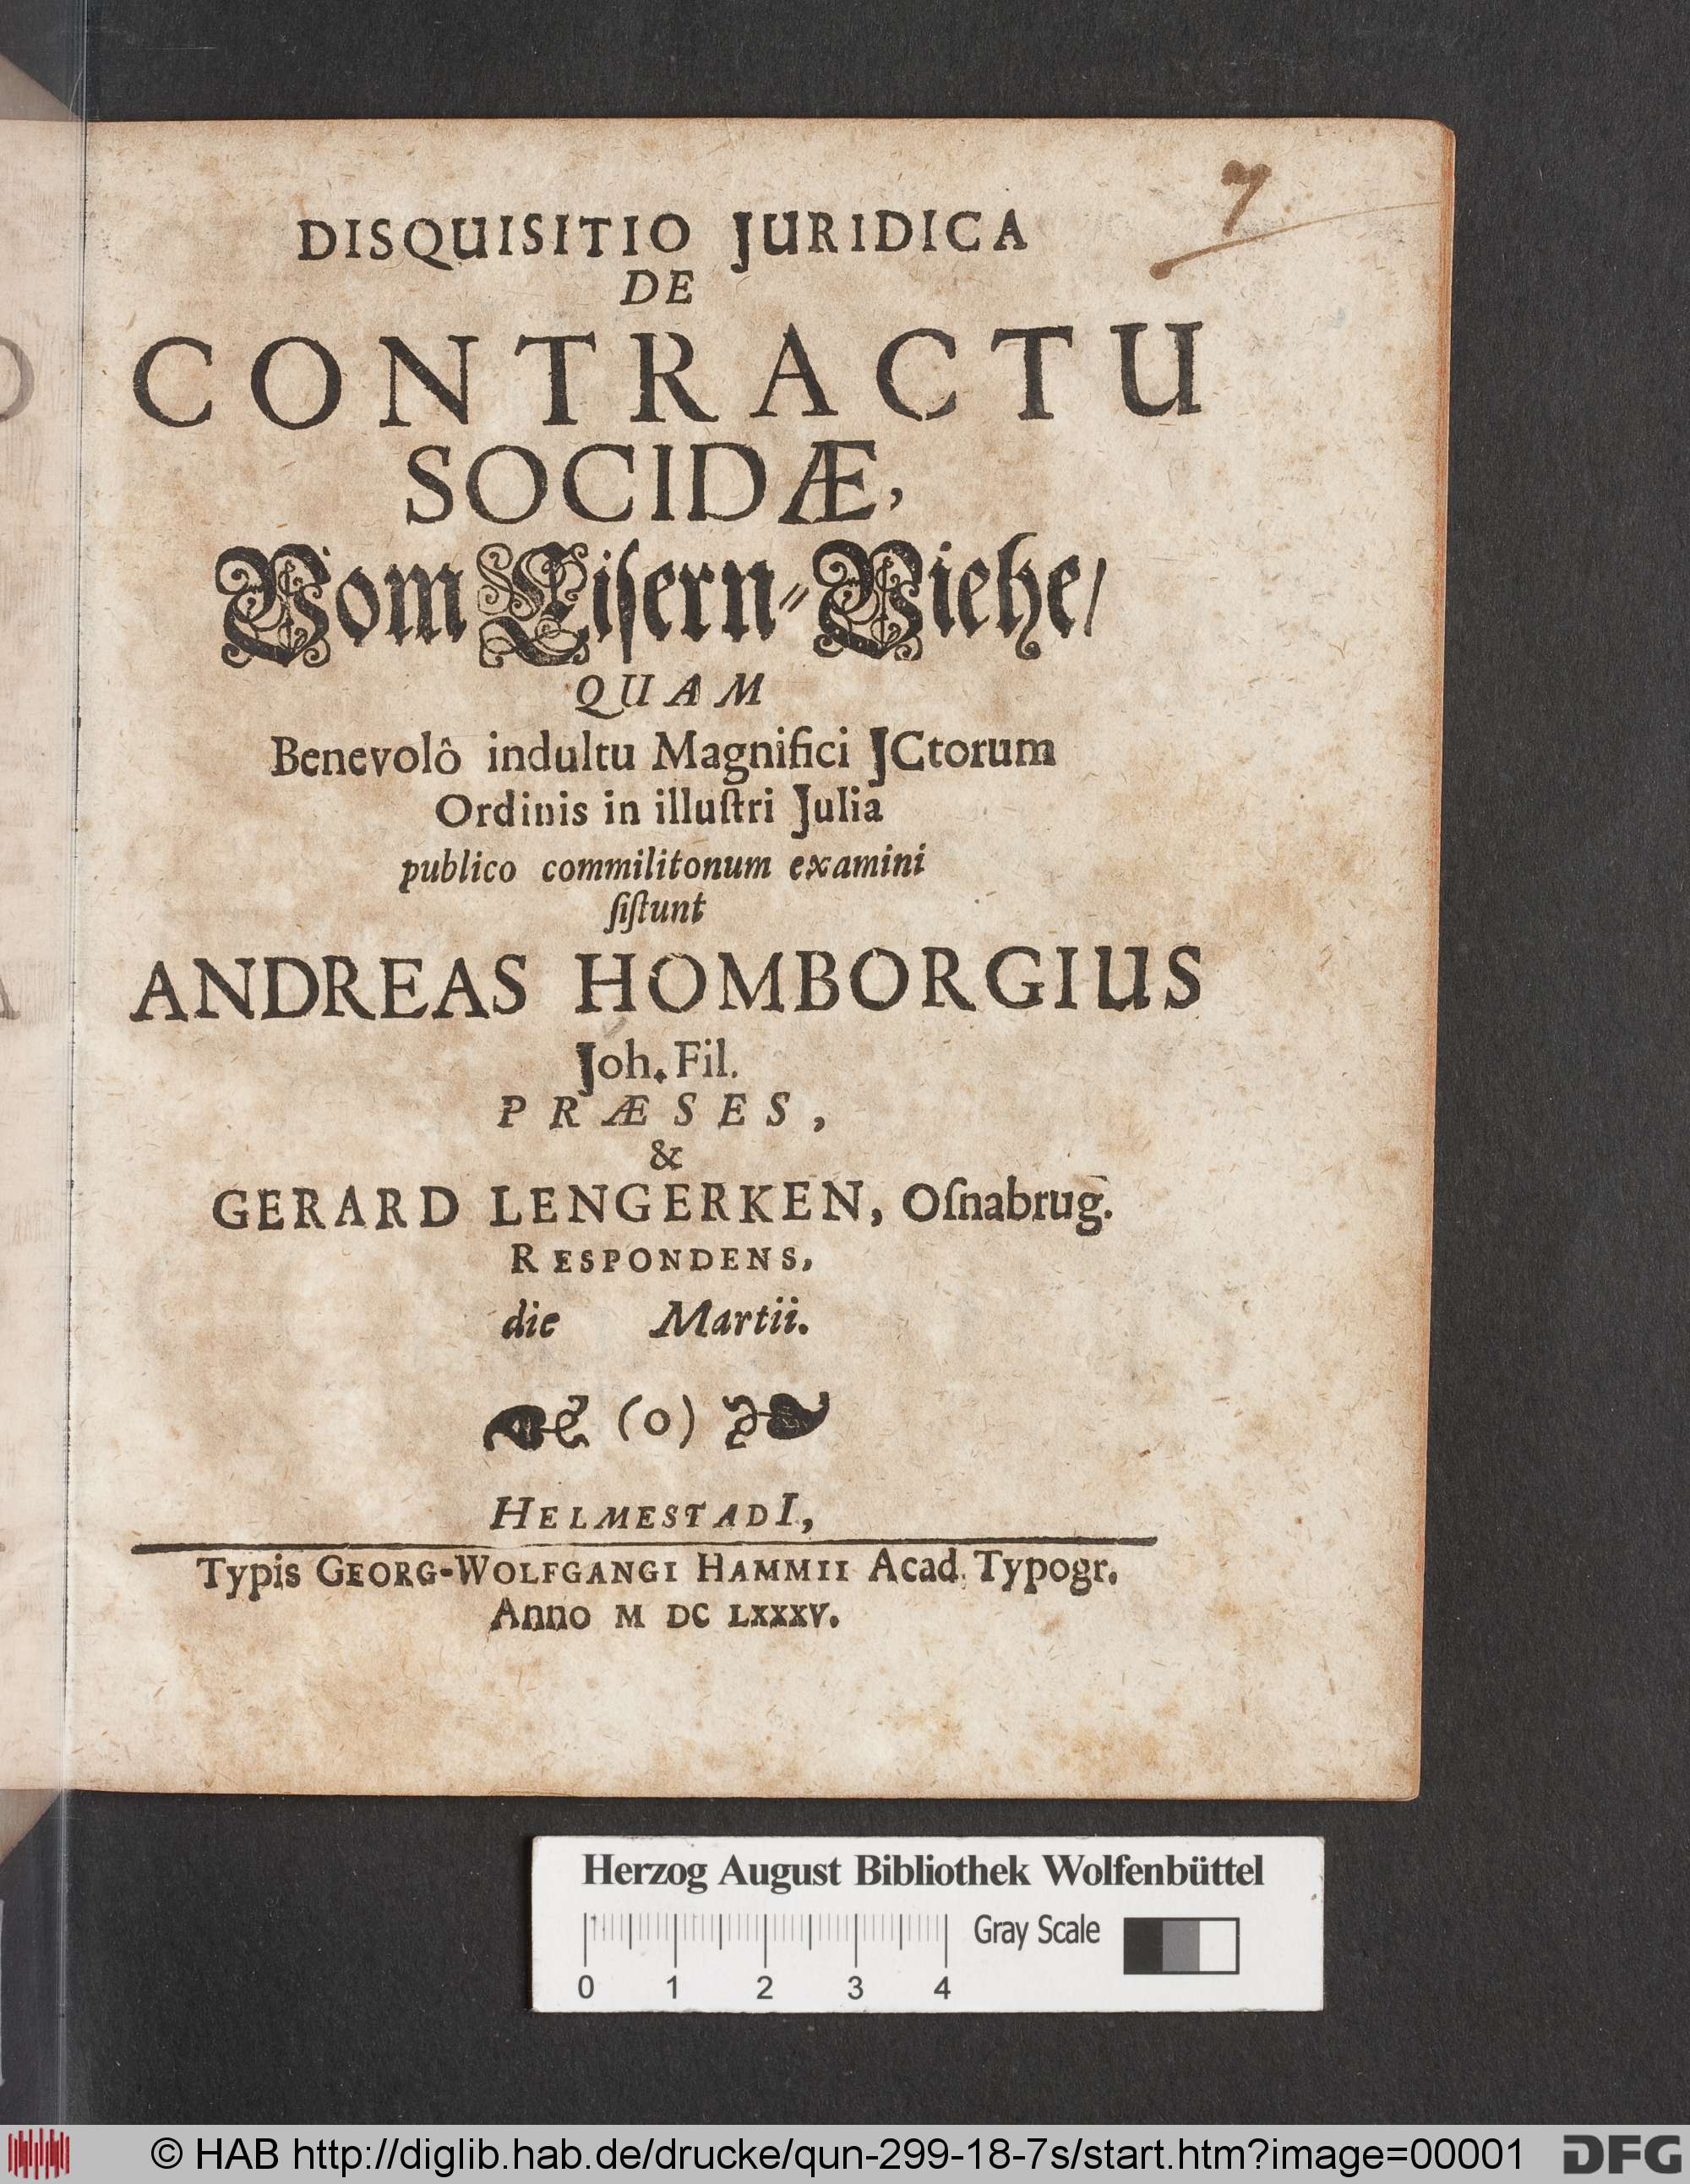 7
DISQUISITIO JURIDICA
DE
CONTRACTU
SOCIDÆ,
Vom Eiſern-Viehe/
QUAM
Benevolô indultu Magnifici JCtorum
Ordinis in illuſtri Julia
publico commilitonum examini
ſiſtunt
ANDREAS HOMBORGIUS
Joh. Fil.
PRÆSES,
&
GERARD LENGERKEN, Oſnabrug.
RESPONDENS,
die Martii.
(o)
HELMESTADI,
Typis GEORG-WOLFGANGI HAMMII Acad. Typogr.
Anno M DC LXXXV.
Herzog August Bibliothek Wolfenbüttel
Gray Scale
0 1 2 3 4
© HAB http://diglib.hab.de/drucke/qun-299-18-7s/start.htm?image=00001
DFG